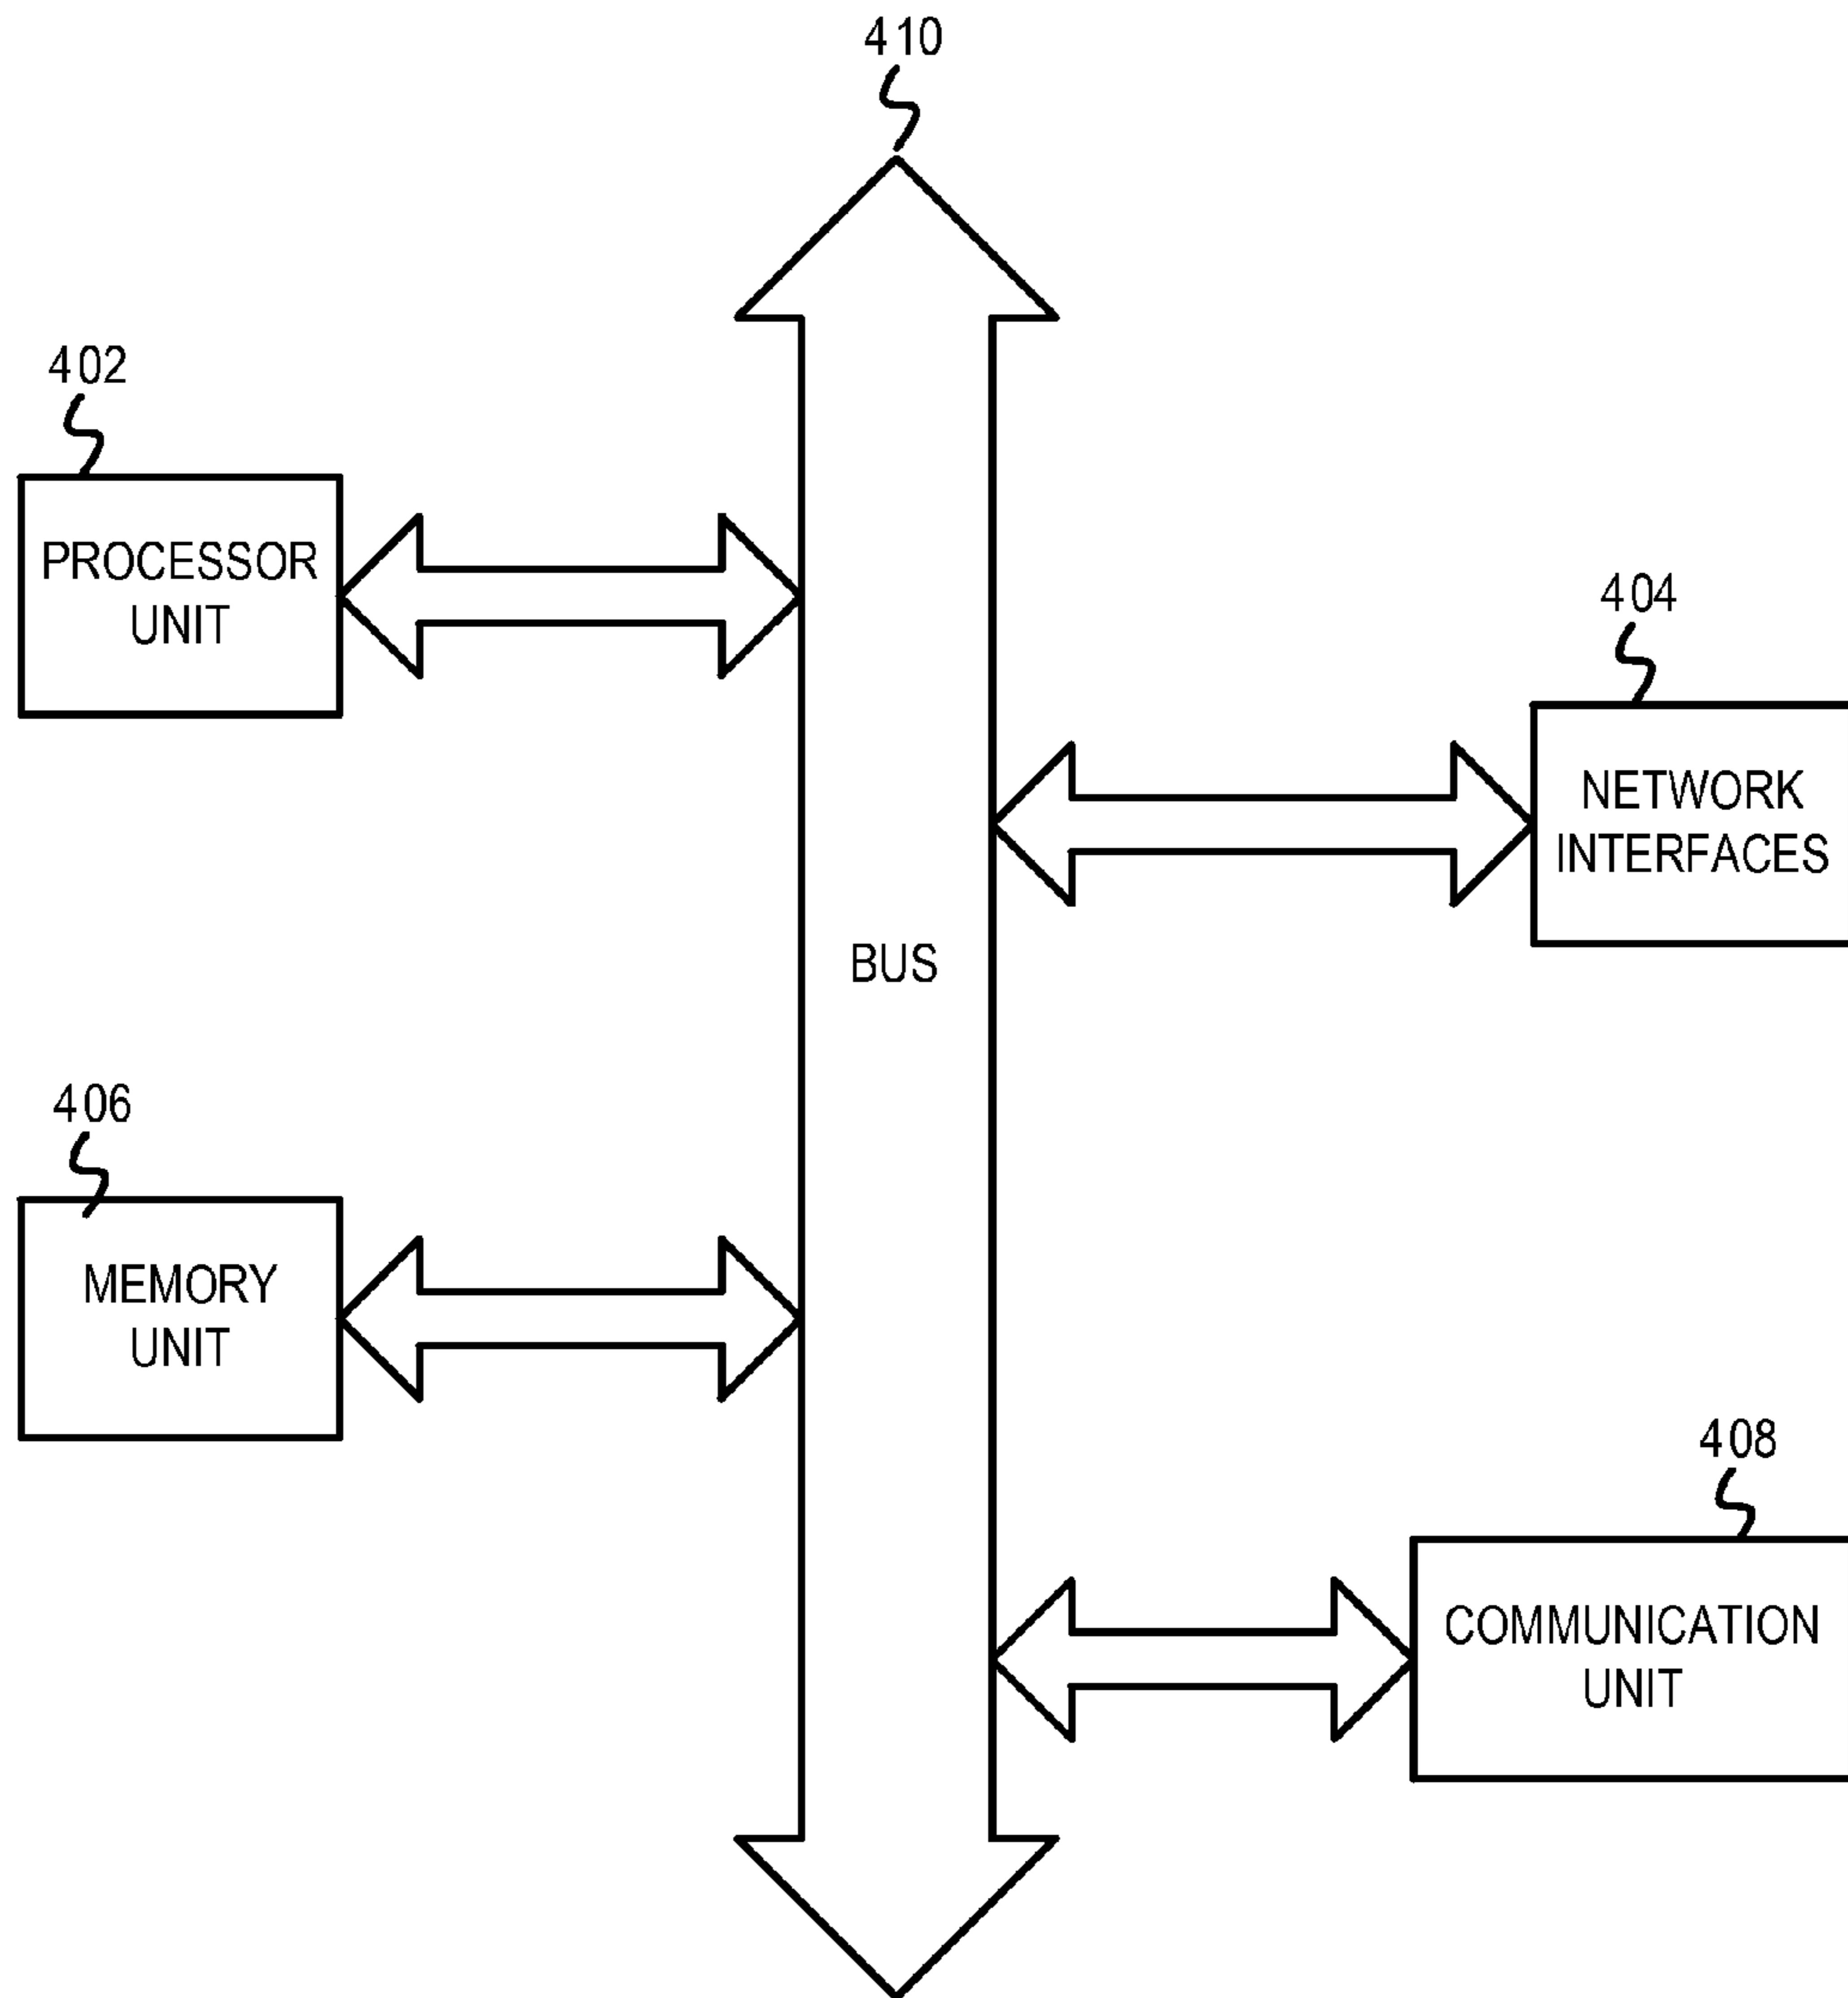 410
402
PROCESSOR
UNIT
404
NETWORK
INTERFACES
BUS
406
MEMORY
UNIT
408
COMMUNICATION
UNIT